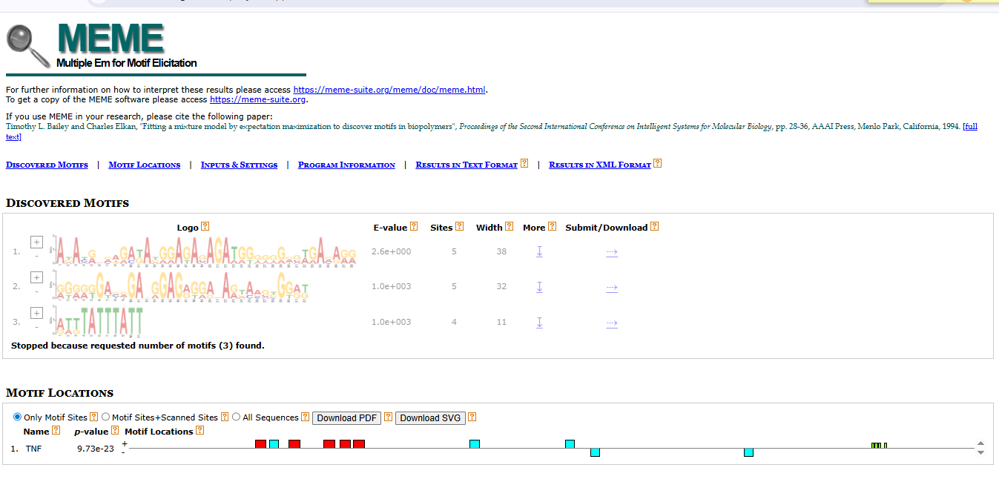 MEME
Multiple Em for Motif Elicitation
For further information on how to interpret these results please access https://meme-suite.org/meme/doc/meme.html.
To get a copy of the MEME software please access https://meme-suite.org.
If you use MEME in your research, please cite the following paper:
Timothy L. Bailey and Charles Elkan, "Fitting a mixture model by expectation maximization to discover motifs in biopolymers", Proceedings of the Second International Conference on Intelligent Systems for Molecular Biology, pp. 28-36, AAAI Press, Menlo Park, California, 1994. [full
text]
Discovered Motifs | Motif Locations | Inputs & Settings | Program Information | Results in Text Format ? | Results in XML Format ?
Discovered Motifs
Logo ? E-value ? Sites ? Width ? More ? Submit/Download ?
1. + - 2.6e+000 5 38 ↧ ⇢
2. + - 1.0e+003 5 32 ↧ ⇢
3. + - 1.0e+003 4 11 ↧ ⇢
Stopped because requested number of motifs (3) found.
Motif Locations
Only Motif Sites ? Motif Sites+Scanned Sites ? All Sequences ? Download PDF ? Download SVG ?
Name ? p-value ? Motif Locations ?
1. TNF 9.73e-23 + -